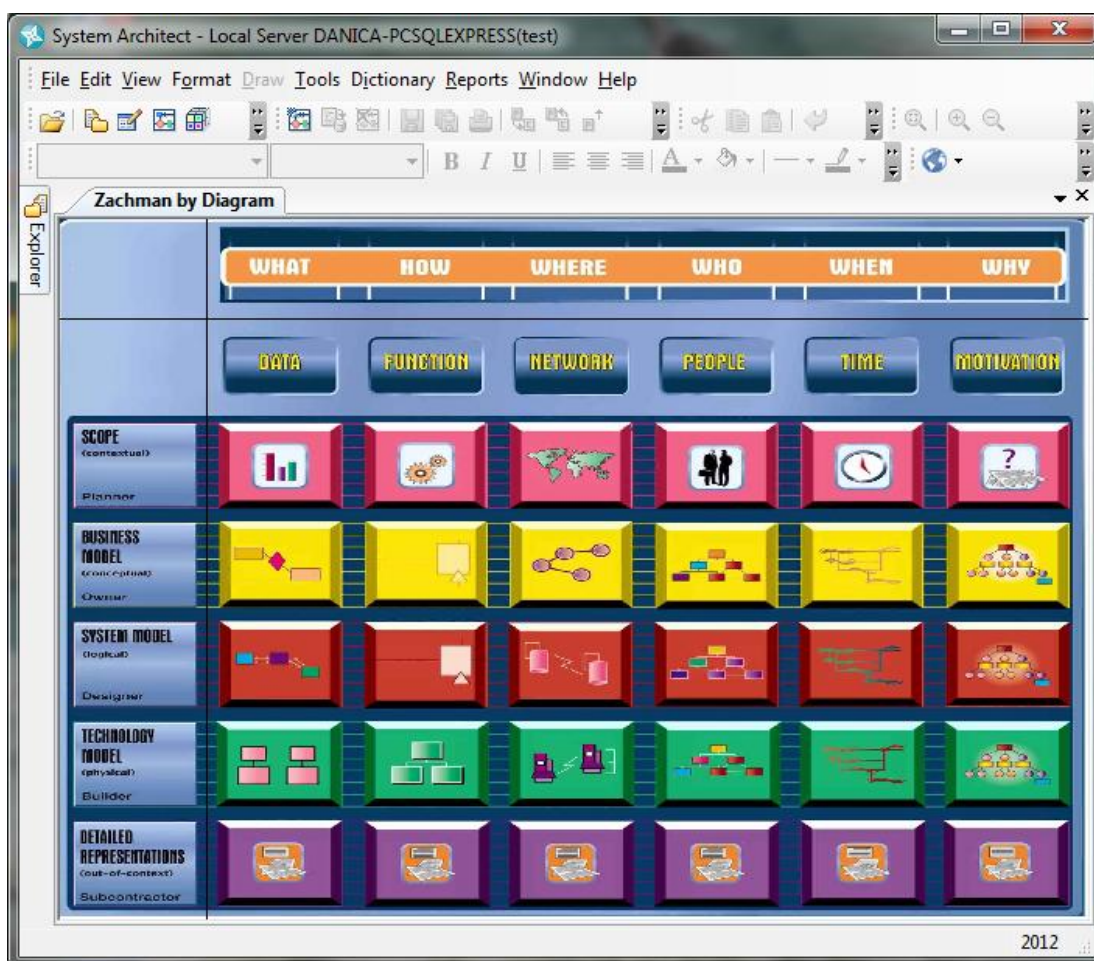 System Architect - Local Server DANICA-PCSQLEXPRESS(test)
File Edit View Format Draw Tools Dictionary Reports Window Help
B I U A
Explorer
Zachman by Diagram
WHAT HOW WHERE WHO WHEN WHY
DATA FUNCTION NETWORK PEOPLE TIME MOTIVATION
SCOPE
(contextual)
Planner
?
BUSINESS
MODEL
(conceptual)
Owner
SYSTEM MODEL
(logical)
Designer
TECHNOLOGY
MODEL
(physical)
Builder
DETAILED
REPRESENTATIONS
(out-of-context)
Subcontractor
2012